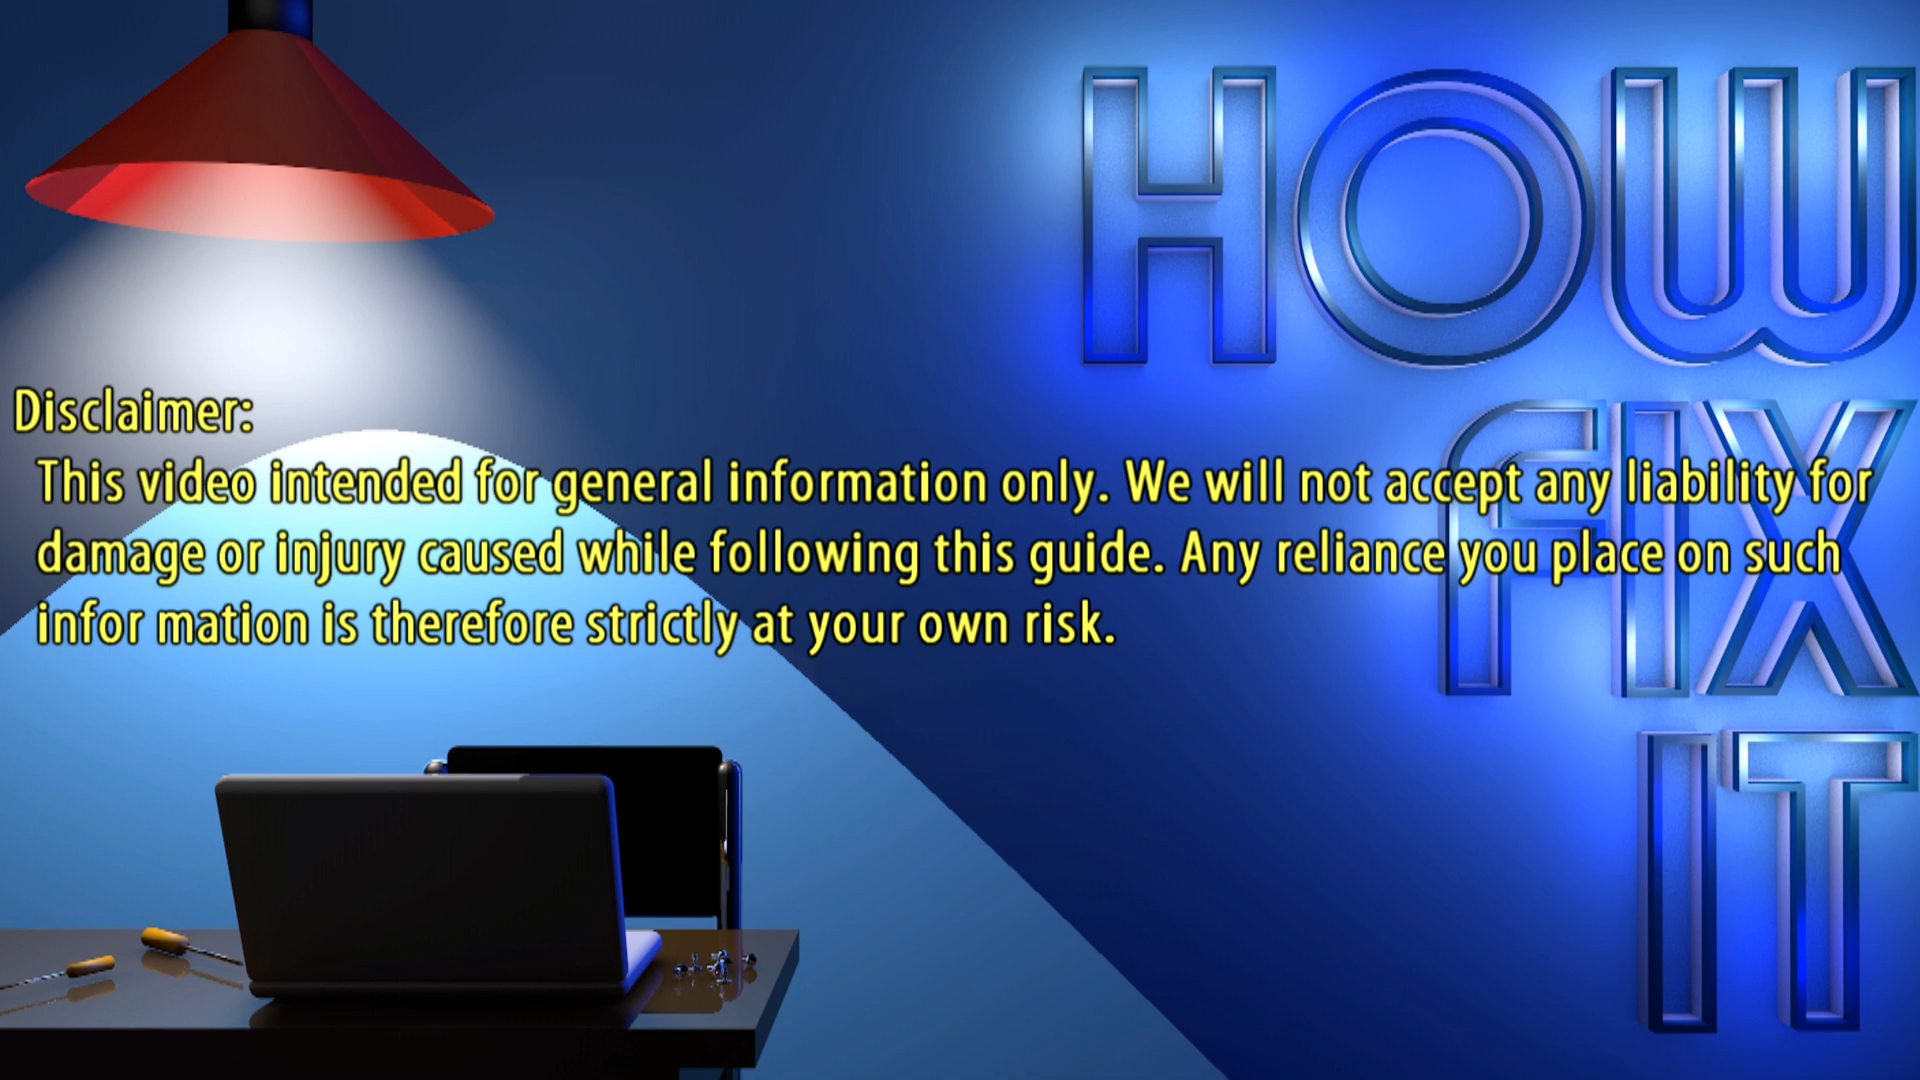 HOW
FIX
IT
Disclaimer:
This video intended for general information only. We will not accept any liability for
damage or injury caused while following this guide. Any reliance you place on such
infor mation is therefore strictly at your own risk.